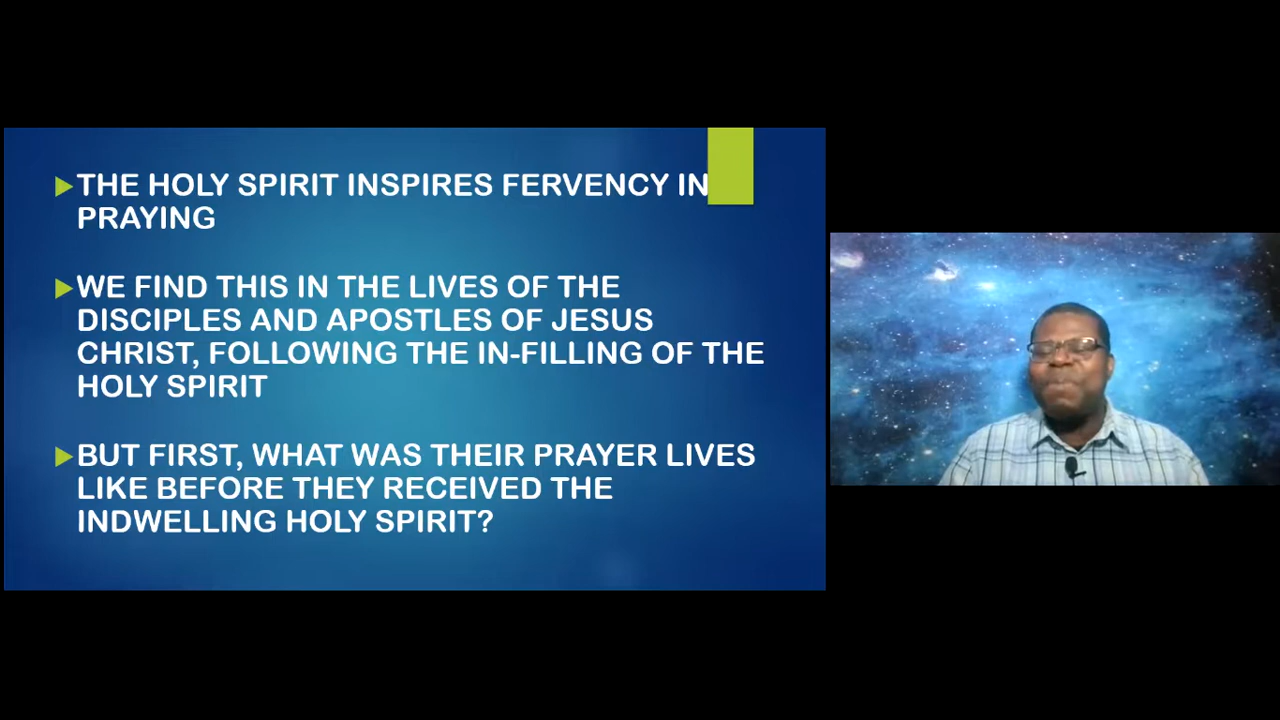 THE HOLY SPIRIT INSPIRES FERVENCY IN
PRAYING
WE FIND THIS IN THE LIVES OF THE
DISCIPLES AND APOSTLES OF JESUS
CHRIST, FOLLOWING THE IN-FILLING OF THE
HOLY SPIRIT
BUT FIRST, WHAT WAS THEIR PRAYER LIVES
LIKE BEFORE THEY RECEIVED THE
INDWELLING HOLY SPIRIT?